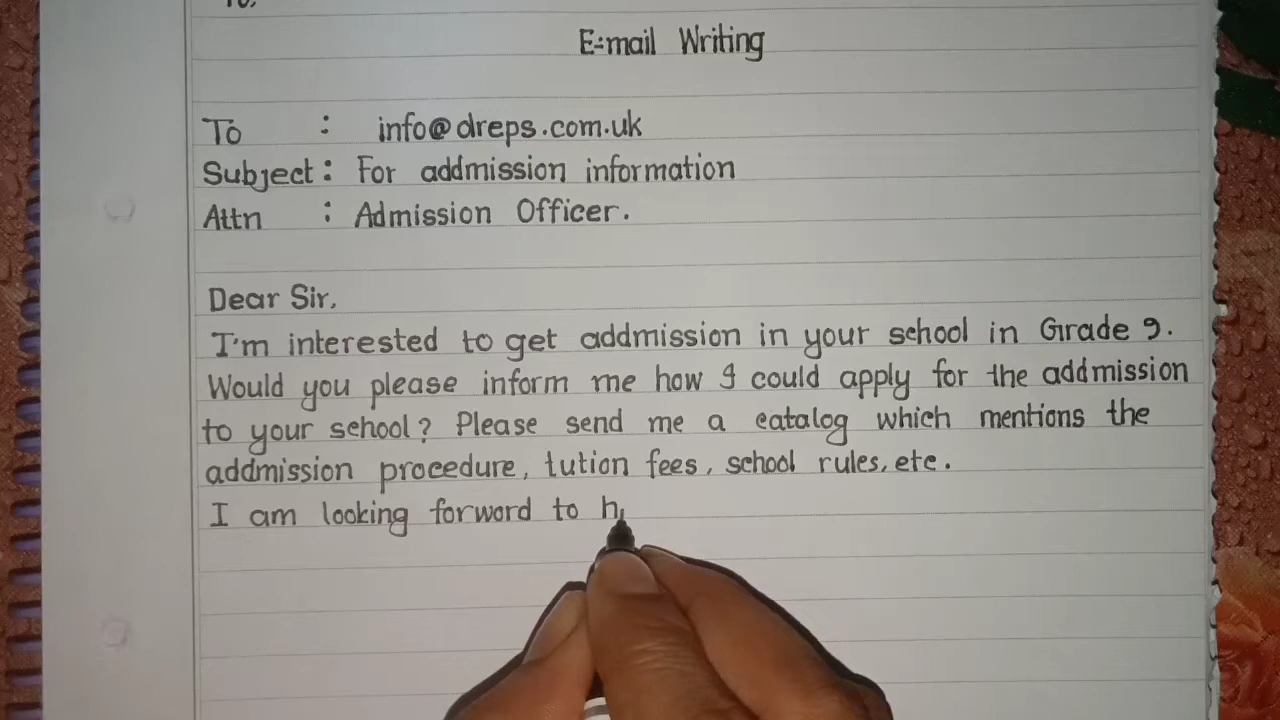 E-mail Writing
To : info@dreps.com.uk
Subject : For addmission information
Attn : Admission Officer.
Dear Sir,
I'm interested to get addmission in your school in Grade 9.
Would you please inform me how I could apply for the addmission
to your school? Please send me a catalog which mentions the
addmission procedure, tution fees, school rules, etc.
I am looking forword to h